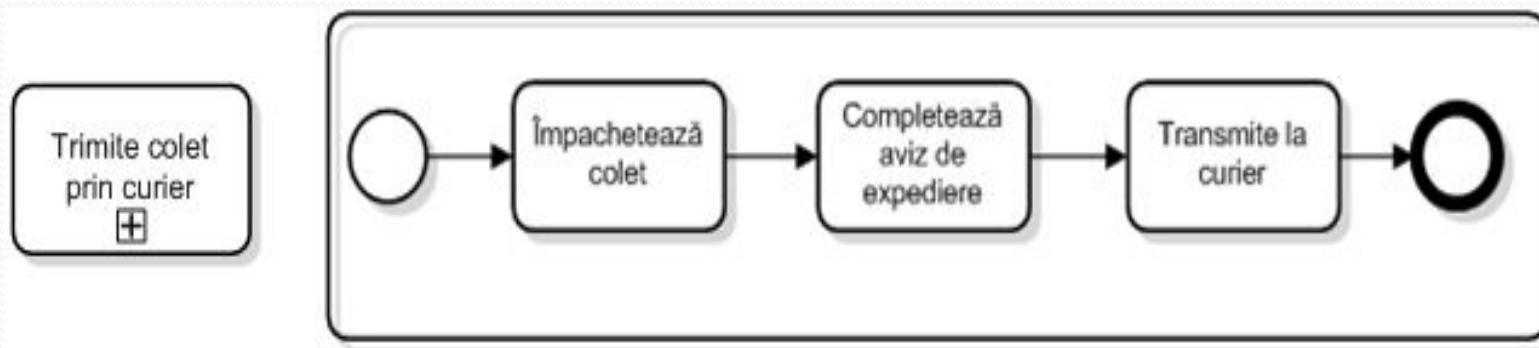 Trimite colet
prin curier
Împachetează
colet
Completează
aviz de
expediere
Transmite la
curier